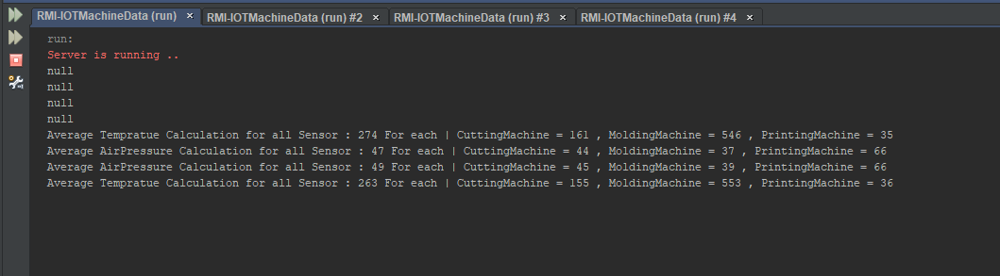 RMI-IOTMachineData (run) × RMI-IOTMachineData (run) #2 × RMI-IOTMachineData (run) #3 × RMI-IOTMachineData (run) #4 ×
run:
Server is running ..
null
null
null
null
Average Tempratue Calculation for all Sensor : 274 For each | CuttingMachine = 161 , MoldingMachine = 546 , PrintingMachine = 35
Average AirPressure Calculation for all Sensor : 47 For each | CuttingMachine = 44 , MoldingMachine = 37 , PrintingMachine = 66
Average AirPressure Calculation for all Sensor : 49 For each | CuttingMachine = 45 , MoldingMachine = 39 , PrintingMachine = 66
Average Tempratue Calculation for all Sensor : 263 For each | CuttingMachine = 155 , MoldingMachine = 553 , PrintingMachine = 36